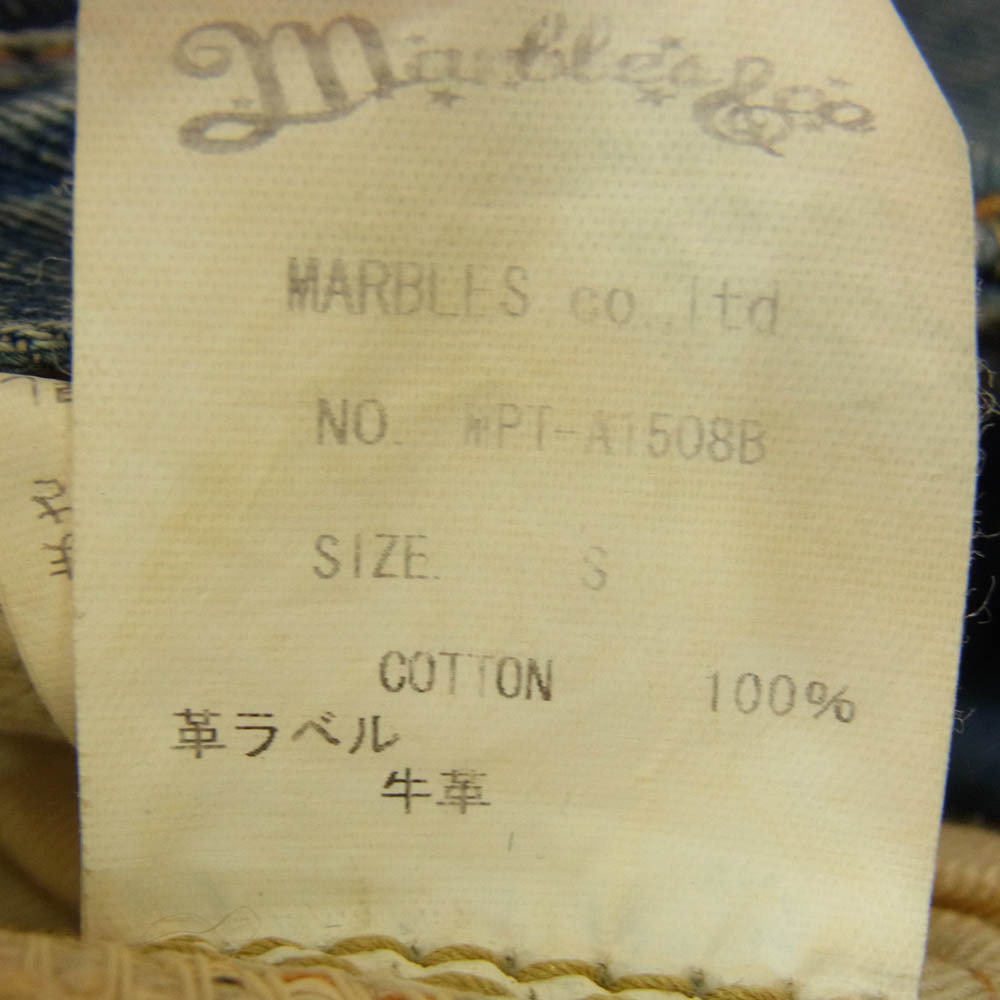 Marbles & co
MARBLES co.,ltd
NO. MPT-A1508B
SIZE. S
COTTON 100%
革ラベル
牛革